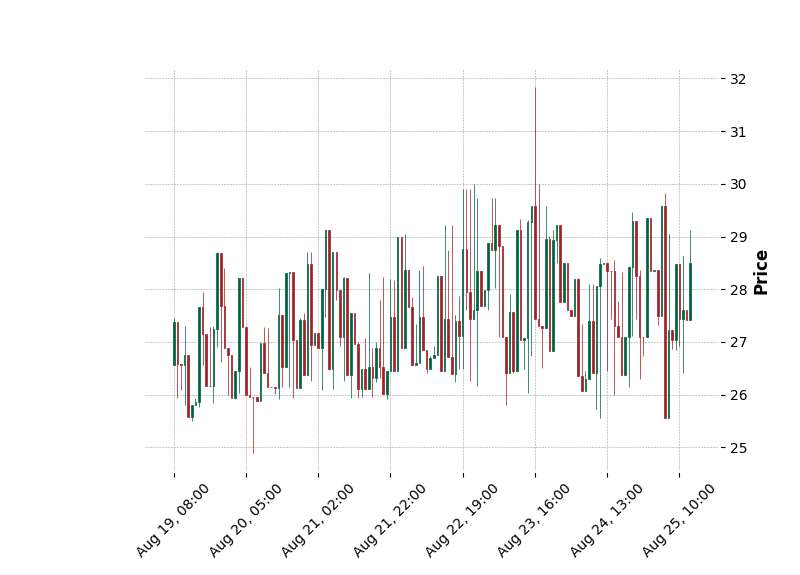 32
31
30
29
28
27
26
25
Price
Aug 19, 08:00
Aug 20, 05:00
Aug 21, 02:00
Aug 21, 22:00
Aug 22, 19:00
Aug 23, 16:00
Aug 24, 13:00
Aug 25, 10:00